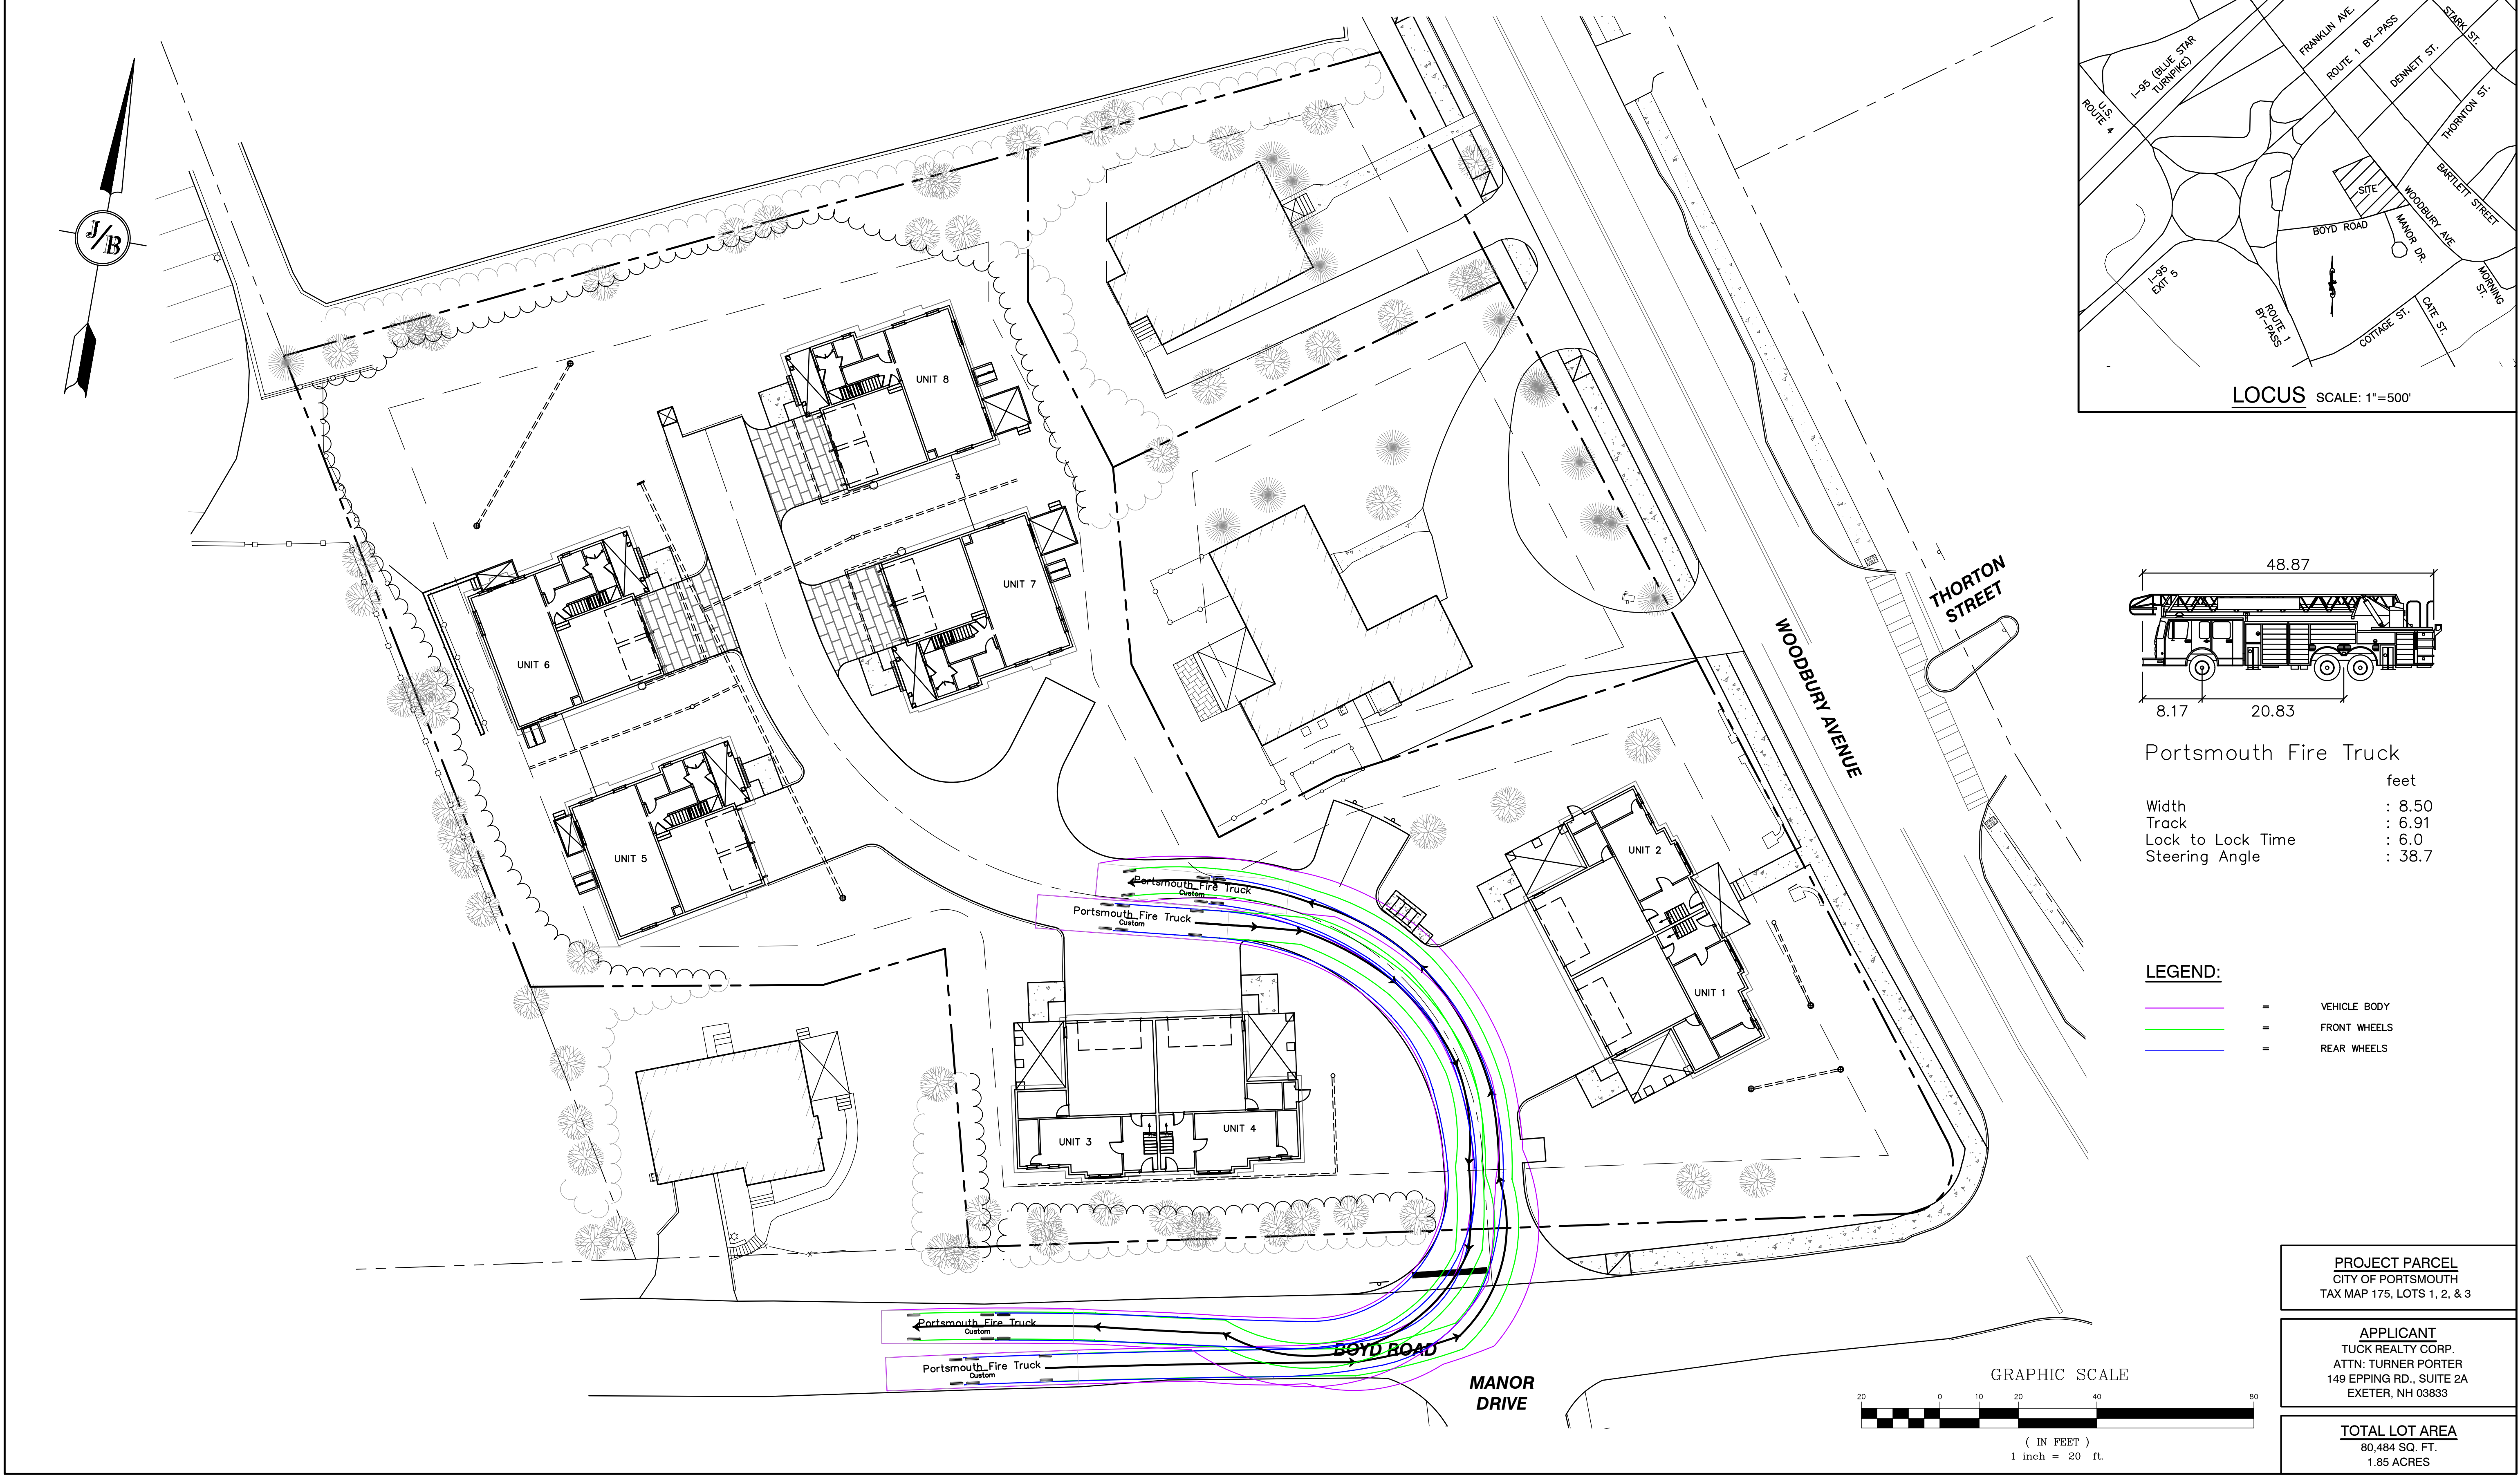 J/B
UNIT 8
UNIT 7
UNIT 6
UNIT 5
UNIT 2
UNIT 1
UNIT 3
UNIT 4
Portsmouth Fire Truck
Custom
Portsmouth Fire Truck
Custom
Portsmouth Fire Truck
Custom
Portsmouth Fire Truck
Custom
WOODBURY AVENUE
THORTON
STREET
BOYD ROAD
MANOR
DRIVE
I-95 (BLUE STAR
TURNPIKE)
U.S.
ROUTE 4
FRANKLIN AVE.
ROUTE 1 BY-PASS
STARK ST.
DENNETT ST.
THORNTON ST.
BARTLETT STREET
SITE
WOODBURY AVE
BOYD ROAD
MANOR DR.
I-95
EXIT 5
ROUTE 1
BY-PASS
COTTAGE ST.
CATE ST.
MORNING
ST.
LOCUS SCALE: 1"=500'
48.87
8.17
20.83
Portsmouth Fire Truck
feet
Width : 8.50
Track : 6.91
Lock to Lock Time : 6.0
Steering Angle : 38.7
LEGEND:
= VEHICLE BODY
= FRONT WHEELS
= REAR WHEELS
GRAPHIC SCALE
20 0 10 20 40 80
( IN FEET )
1 inch = 20 ft.
PROJECT PARCEL
CITY OF PORTSMOUTH
TAX MAP 175, LOTS 1, 2, & 3
APPLICANT
TUCK REALTY CORP.
ATTN: TURNER PORTER
149 EPPING RD., SUITE 2A
EXETER, NH 03833
TOTAL LOT AREA
80,484 SQ. FT.
1.85 ACRES